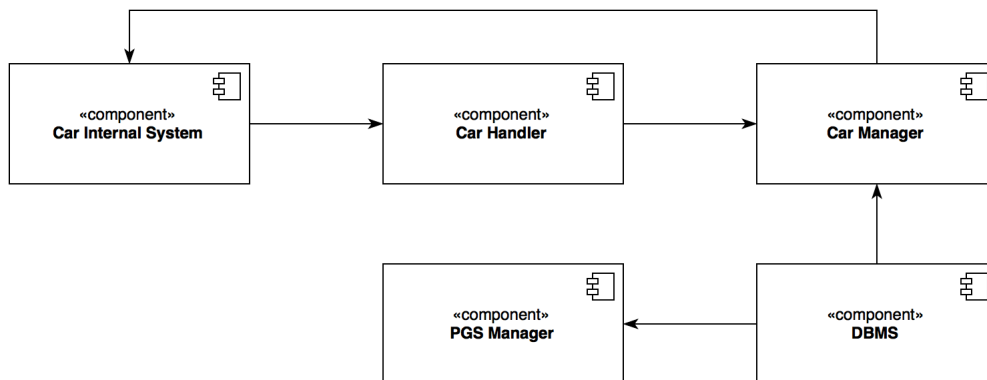 «component»
Car Internal System
«component»
Car Handler
«component»
Car Manager
«component»
PGS Manager
«component»
DBMS